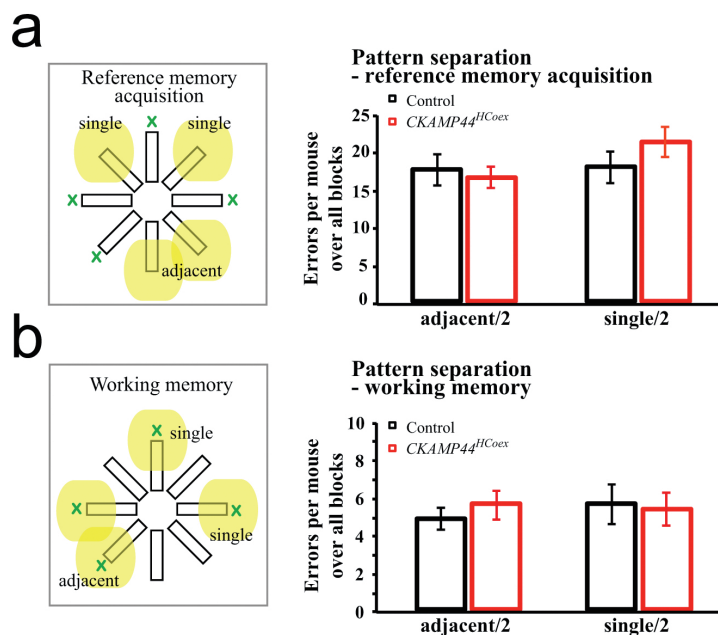 a
Reference memory
acquisition
single
single
X
X
X
X
adjacent
Pattern separation
- reference memory acquisition
Control
CKAMP44HCoex
Errors per mouse
over all blocks
25
20
15
10
5
0
adjacent/2
single/2
b
Working memory
X
single
X
X
single
X
adjacent
Pattern separation
- working memory
Control
CKAMP44HCoex
Errors per mouse
over all blocks
10
8
6
4
2
0
adjacent/2
single/2